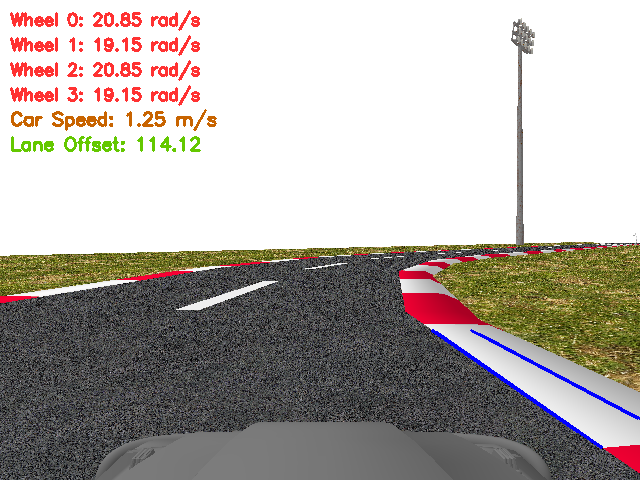 Wheel 0: 20.85 rad/s
Wheel 1: 19.15 rad/s
Wheel 2: 20.85 rad/s
Wheel 3: 19.15 rad/s
Car Speed: 1.25 m/s
Lane Offset: 114.12